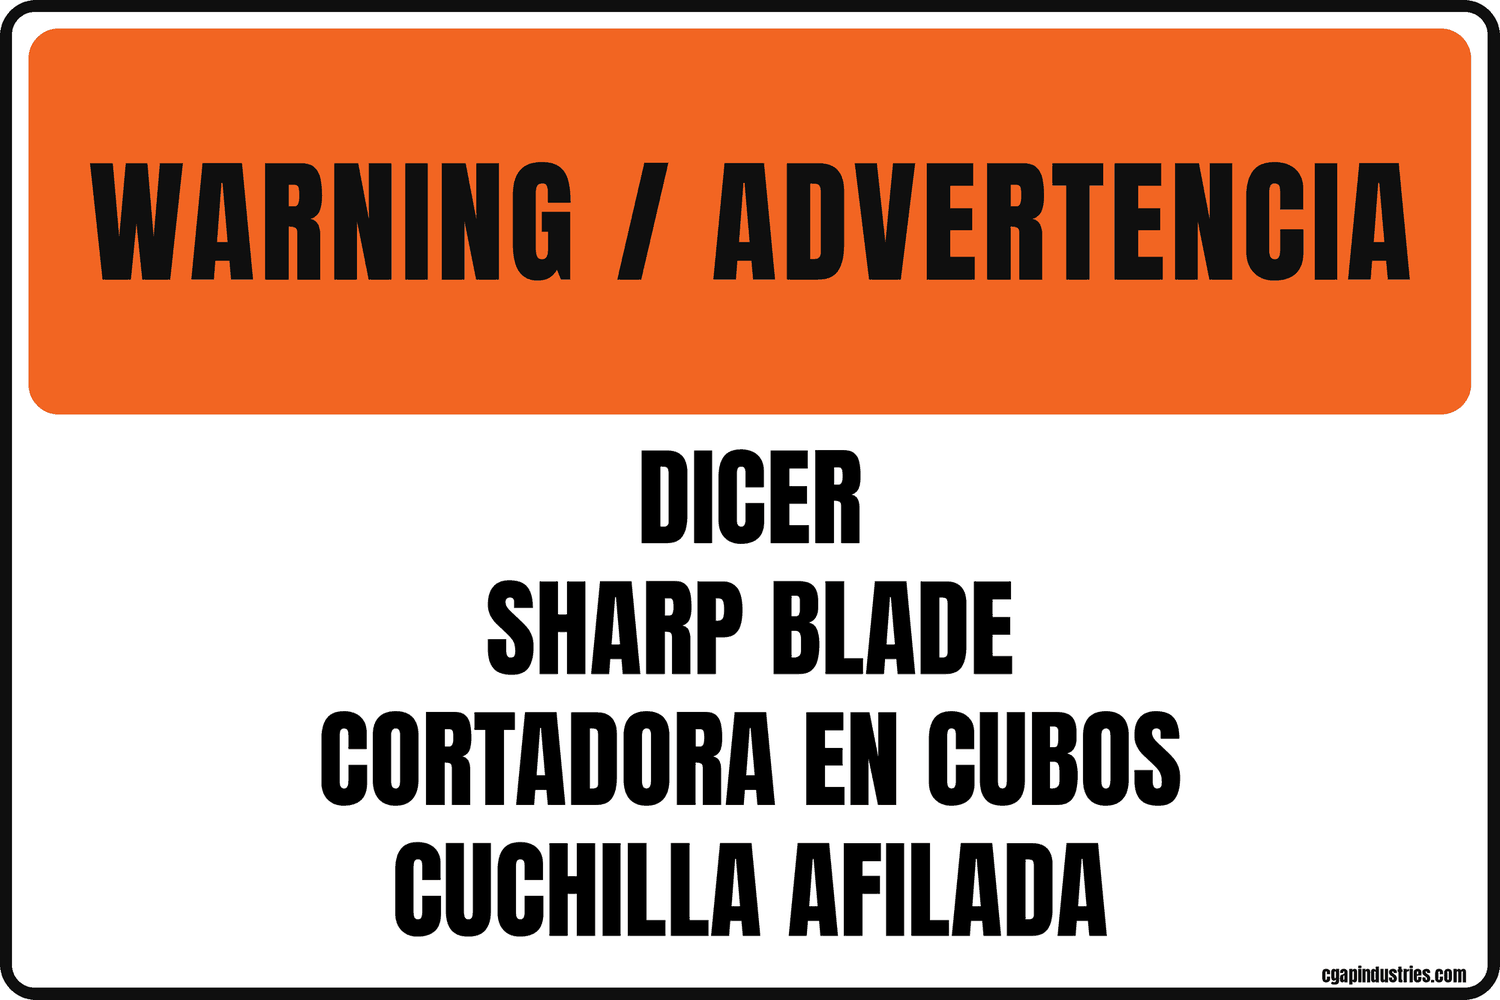 WARNING / ADVERTENCIA
DICER
SHARP BLADE
CORTADORA EN CUBOS
CUCHILLA AFILADA
cgapindustries.com